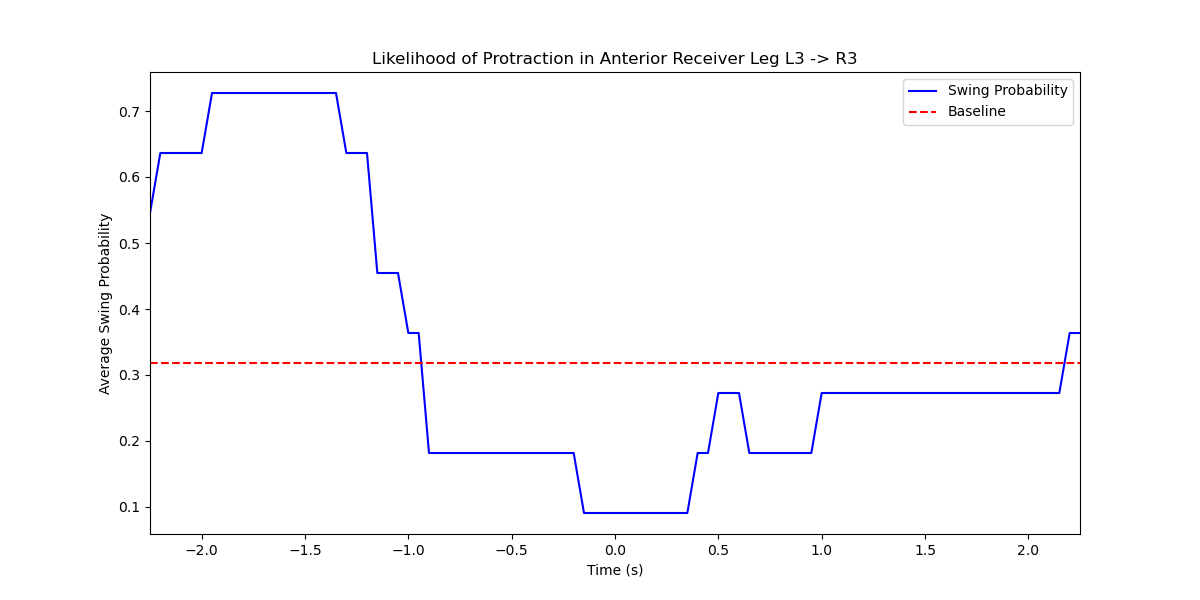 Likelihood of Protraction in Anterior Receiver Leg L3 -> R3
Swing Probability
Baseline
Average Swing Probability
0.7
0.6
0.5
0.4
0.3
0.2
0.1
−2.0 −1.5 −1.0 −0.5 0.0 0.5 1.0 1.5 2.0
Time (s)